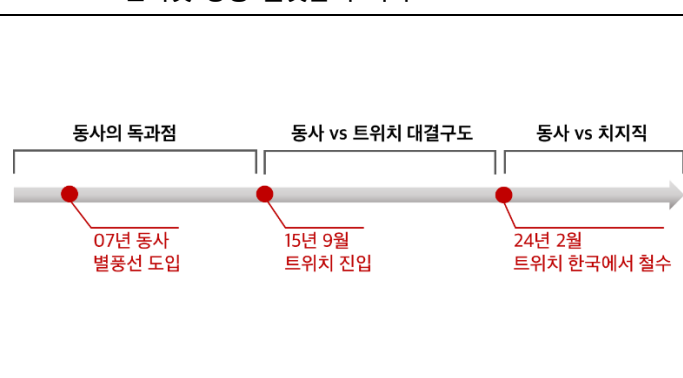 동사의 독과점
동사 vs 트위치 대결구도
동사 vs 치지직
07년 동사
별풍선 도입
15년 9월
트위치 진입
24년 2월
트위치 한국에서 철수